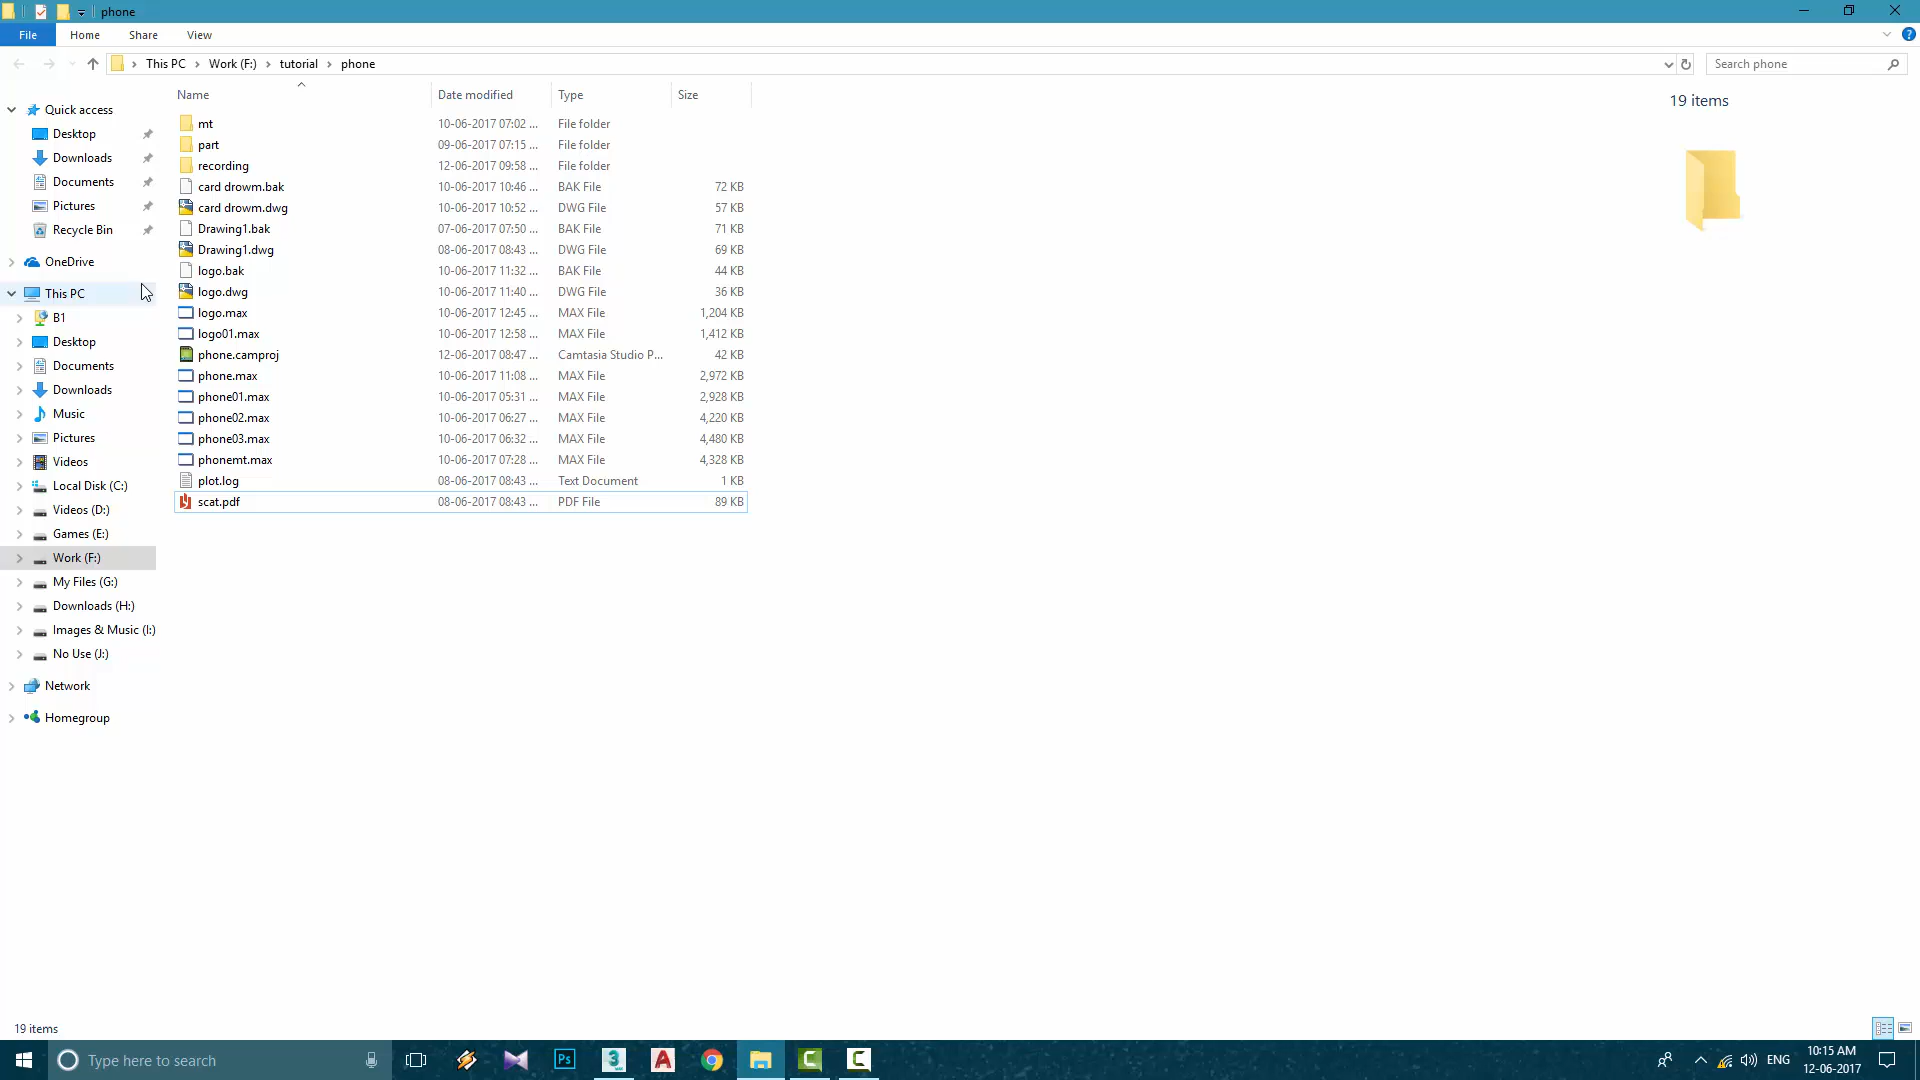 phone
File Home Share View
This PC Work (F:) tutorial phone Search phone
Name Date modified Type Size
19 items
Quick access
Desktop
Downloads
Documents
Pictures
Recycle Bin
OneDrive
This PC
B1
Desktop
Documents
Downloads
Music
Pictures
Videos
Local Disk (C:)
Videos (D:)
Games (E:)
Work (F:)
My Files (G:)
Downloads (H:)
Images & Music (I:)
No Use (J:)
Network
Homegroup
mt 10-06-2017 07:02 ... File folder
part 09-06-2017 07:15 ... File folder
recording 12-06-2017 09:58 ... File folder
card drowm.bak 10-06-2017 10:46 ... BAK File 72 KB
card drowm.dwg 10-06-2017 10:52 ... DWG File 57 KB
Drawing1.bak 07-06-2017 07:50 ... BAK File 71 KB
Drawing1.dwg 08-06-2017 08:43 ... DWG File 69 KB
logo.bak 10-06-2017 11:32 ... BAK File 44 KB
logo.dwg 10-06-2017 11:40 ... DWG File 36 KB
logo.max 10-06-2017 12:45 ... MAX File 1,204 KB
logo01.max 10-06-2017 12:58 ... MAX File 1,412 KB
phone.camproj 12-06-2017 08:47 ... Camtasia Studio P... 42 KB
phone.max 10-06-2017 11:08 ... MAX File 2,972 KB
phone01.max 10-06-2017 05:31 ... MAX File 2,928 KB
phone02.max 10-06-2017 06:27 ... MAX File 4,220 KB
phone03.max 10-06-2017 06:32 ... MAX File 4,480 KB
phonemt.max 10-06-2017 07:28 ... MAX File 4,328 KB
plot.log 08-06-2017 08:43 ... Text Document 1 KB
scat.pdf 08-06-2017 08:43 ... PDF File 89 KB
19 items
Type here to search
Ps
3
A
C
C
ENG
10:15 AM
12-06-2017